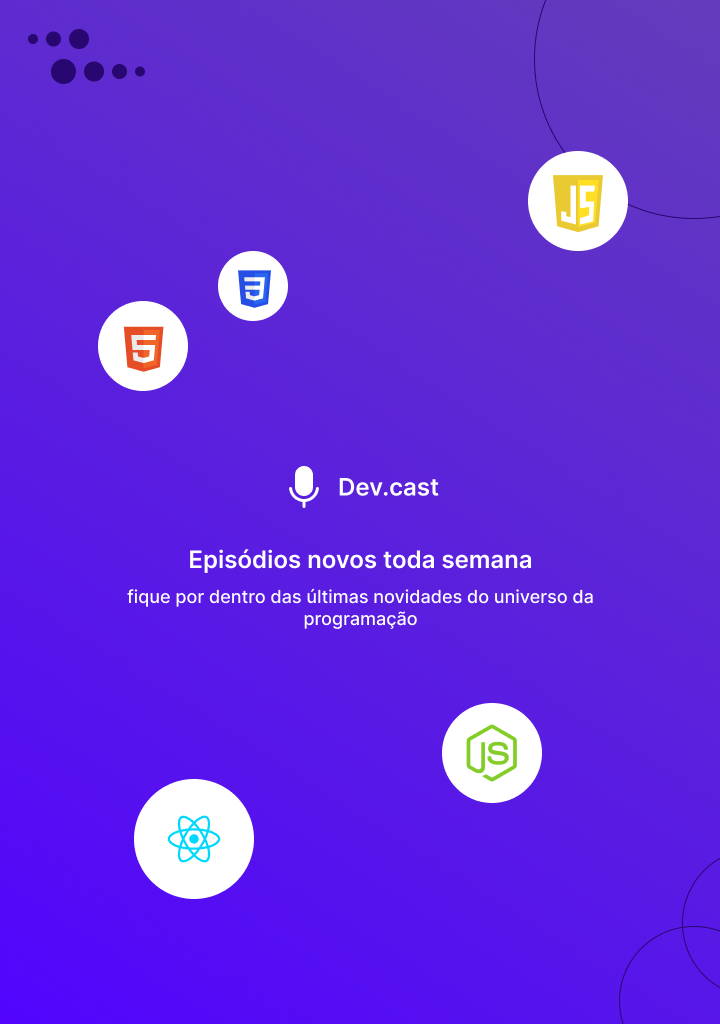 JS
3
5
Dev.cast
Episódios novos toda semana
fique por dentro das últimas novidades do universo da
programação
JS